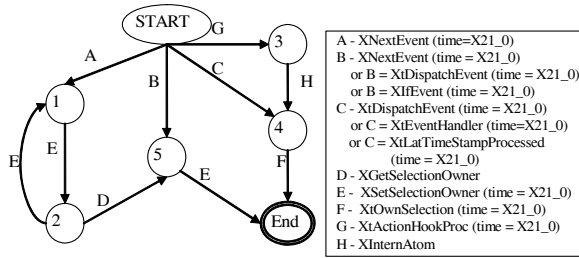 START
G
3
A
B
C
H
1
4
E
E
5
F
D
E
2
End
A - XNextEvent (time=X21_0)
B - XNextEvent (time = X21_0)
or B = XtDispatchEvent (time = X21_0)
or B = XIfEvent (time = X21_0)
C - XtDispatchEvent (time = X21_0)
or C = XtEventHandler (time=X21_0)
or C = XtLatTimeStampProcessed
(time = X21_0)
D - XGetSelectionOwner
E - XSetSelectionOwner (time = X21_0)
F - XtOwnSelection (time = X21_0)
G - XtActionHookProc (time = X21_0)
H - XInternAtom